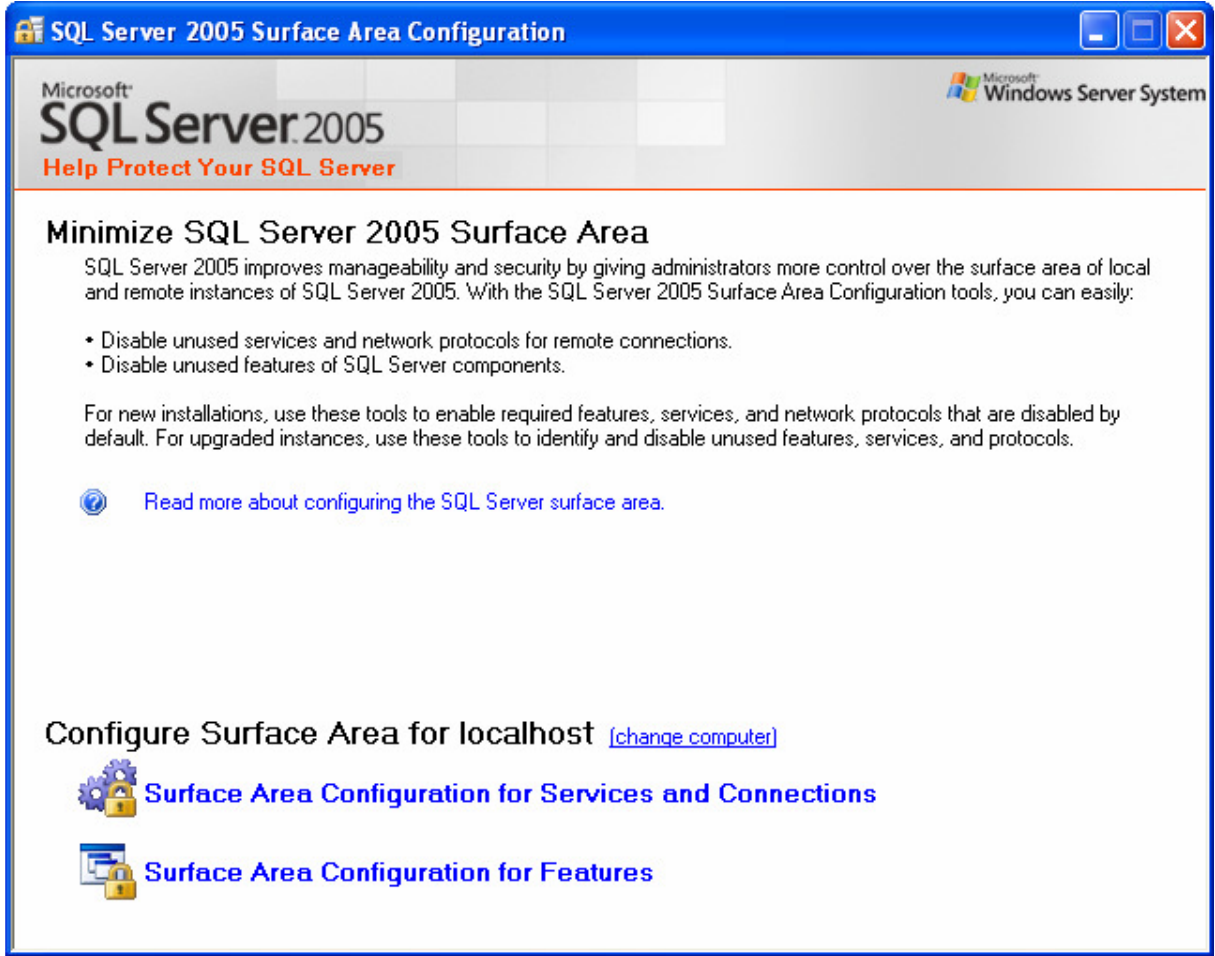 SQL Server 2005 Surface Area Configuration
Microsoft
SQL Server 2005
Help Protect Your SQL Server
Microsoft
Windows Server System
Minimize SQL Server 2005 Surface Area
SQL Server 2005 improves manageability and security by giving administrators more control over the surface area of local
and remote instances of SQL Server 2005. With the SQL Server 2005 Surface Area Configuration tools, you can easily:
• Disable unused services and network protocols for remote connections.
• Disable unused features of SQL Server components.
For new installations, use these tools to enable required features, services, and network protocols that are disabled by
default. For upgraded instances, use these tools to identify and disable unused features, services, and protocols.
Read more about configuring the SQL Server surface area.
Configure Surface Area for localhost (change computer)
Surface Area Configuration for Services and Connections
Surface Area Configuration for Features